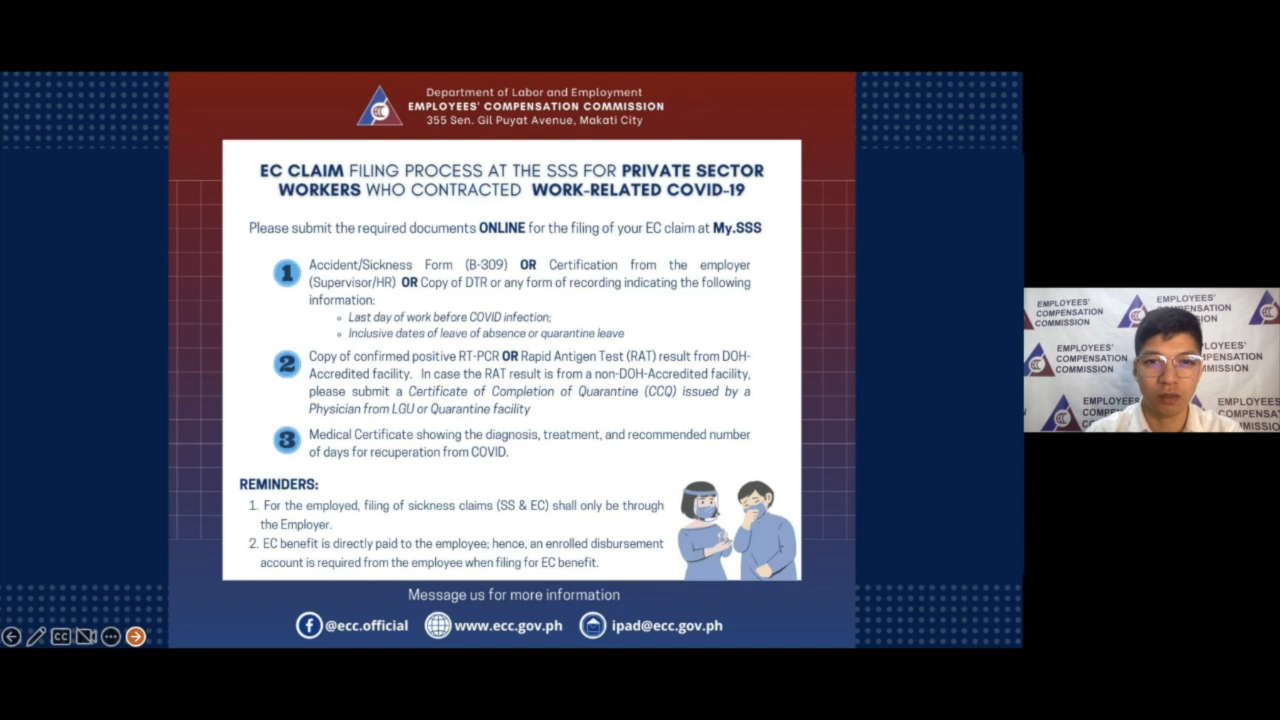 Department of Labor and Employment
EMPLOYEES' COMPENSATION COMMISSION
355 Sen. Gil Puyat Avenue, Makati City
EC CLAIM FILING PROCESS AT THE SSS FOR PRIVATE SECTOR
WORKERS WHO CONTRACTED WORK-RELATED COVID-19
Please submit the required documents ONLINE for the filing of your EC claim at My.SSS
1
Accident/Sickness Form (B-309) OR Certification from the employer
(Supervisor/HR) OR Copy of DTR or any form of recording indicating the following
information:
Last day of work before COVID infection;
Inclusive dates of leave of absence or quarantine leave
2
Copy of confirmed positive RT-PCR OR Rapid Antigen Test (RAT) result from DOH-
Accredited facility. In case the RAT result is from a non-DOH-Accredited facility,
please submit a Certificate of Completion of Quarantine (CCQ) issued by a
Physician from LGU or Quarantine facility
3
Medical Certificate showing the diagnosis, treatment, and recommended number
of days for recuperation from COVID.
REMINDERS:
1. For the employed, filing of sickness claims (SS & EC) shall only be through
the Employer.
2. EC benefit is directly paid to the employee; hence, an enrolled disbursement
account is required from the employee when filing for EC benefit.
Message us for more information
@ecc.official
www.ecc.gov.ph
ipad@ecc.gov.ph
CC
EMPLOYEES'
COMPENSATION
COMMISSION
EMPLOYEES'
COMPENSATION
COMMISSION
EMPLOYEES'
COMPENSATION
COMMISSION